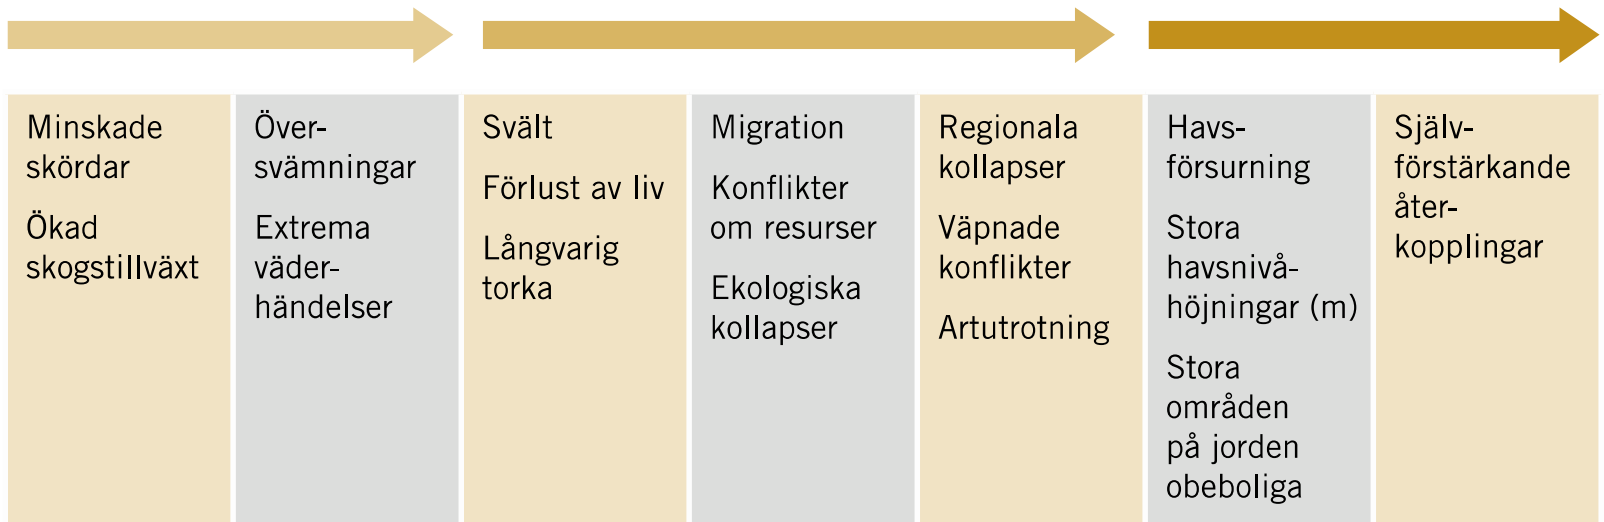 Minskade
skördar
Ökad
skogstillväxt
Över-
svämningar
Extrema
väder-
händelser
Svält
Förlust av liv
Långvarig
torka
Migration
Konflikter
om resurser
Ekologiska
kollapser
Regionala
kollapser
Väpnade
konflikter
Artutrotning
Havs-
försurning
Stora
havsnivå-
höjningar (m)
Stora
områden
på jorden
obeboliga
Själv-
förstärkande
åter-
kopplingar